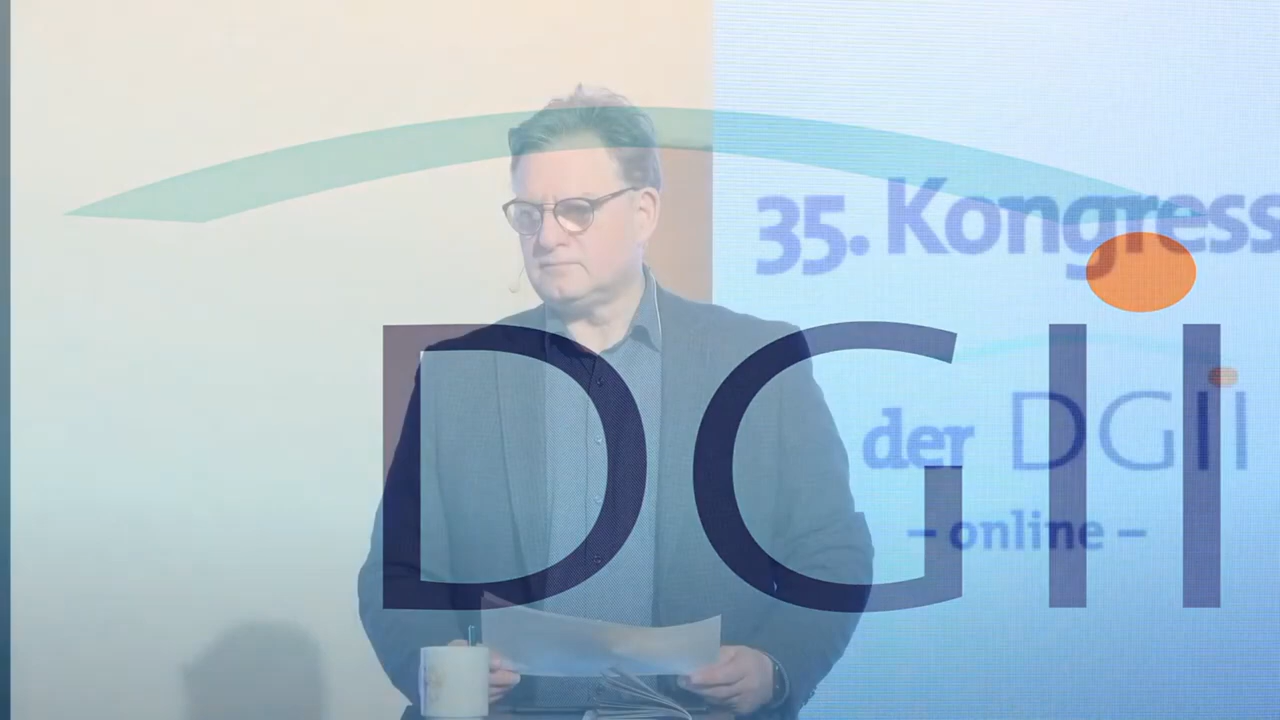 35. Kongress
DGII
der DGII
– online –